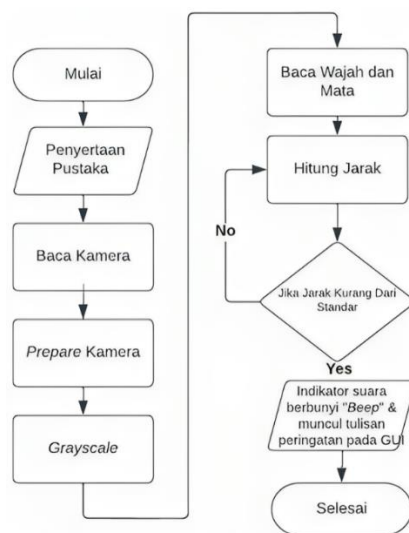 Mulai
Penyertaan
Pustaka
Baca Kamera
Prepare Kamera
Grayscale
Baca Wajah dan
Mata
Hitung Jarak
No
Jika Jarak Kurang Dari
Standar
Yes
Indikator suara
berbunyi "Beep" &
muncul tulisan
peringatan pada GUI
Selesai